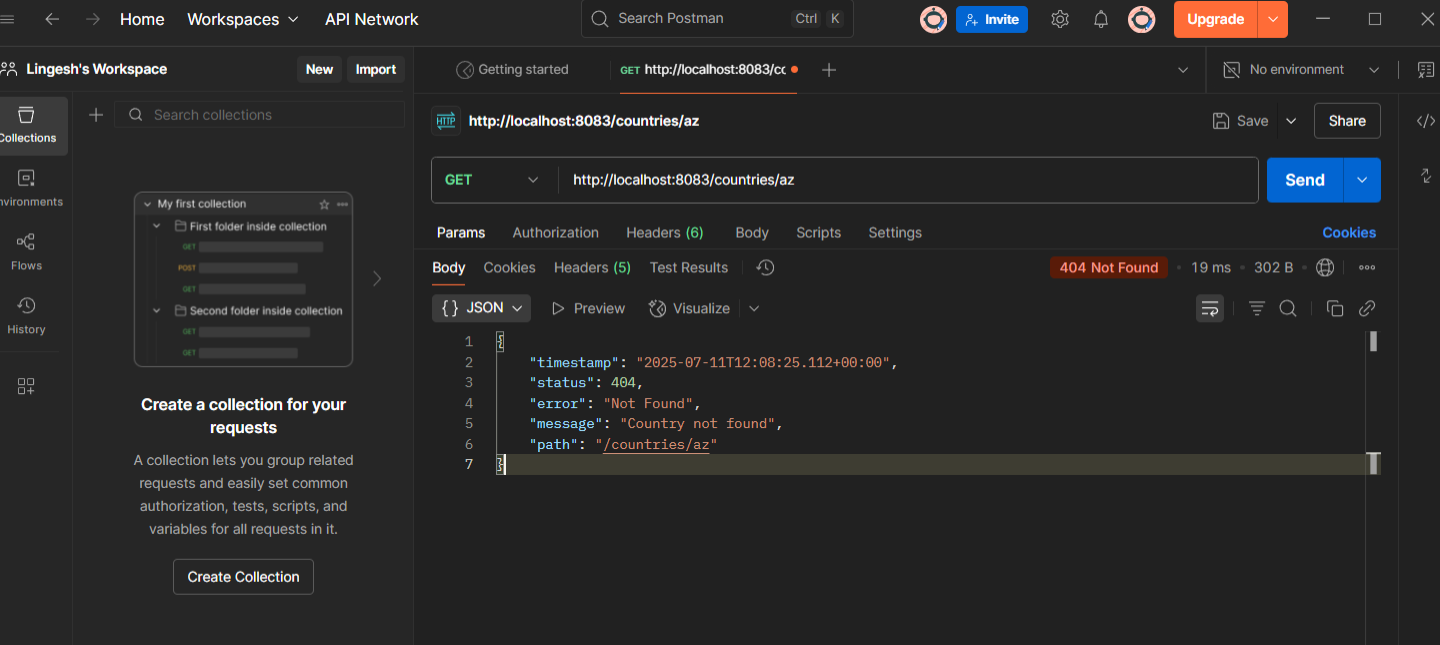 Home Workspaces API Network Search Postman Ctrl K Invite Upgrade
Lingesh's Workspace New Import
Getting started GET http://localhost:8083/cc No environment
Search collections
Collections
nvironments
Flows
History
My first collection
First folder inside collection
GET
POST
GET
Second folder inside collection
GET
GET
Create a collection for your
requests
A collection lets you group related
requests and easily set common
authorization, tests, scripts, and
variables for all requests in it.
Create Collection
HTTP http://localhost:8083/countries/az Save Share
GET http://localhost:8083/countries/az Send
Params Authorization Headers (6) Body Scripts Settings Cookies
Body Cookies Headers (5) Test Results 404 Not Found • 19 ms • 302 B •
{} JSON Preview Visualize
1 {
2 "timestamp": "2025-07-11T12:08:25.112+00:00",
3 "status": 404,
4 "error": "Not Found",
5 "message": "Country not found",
6 "path": "/countries/az"
7 }